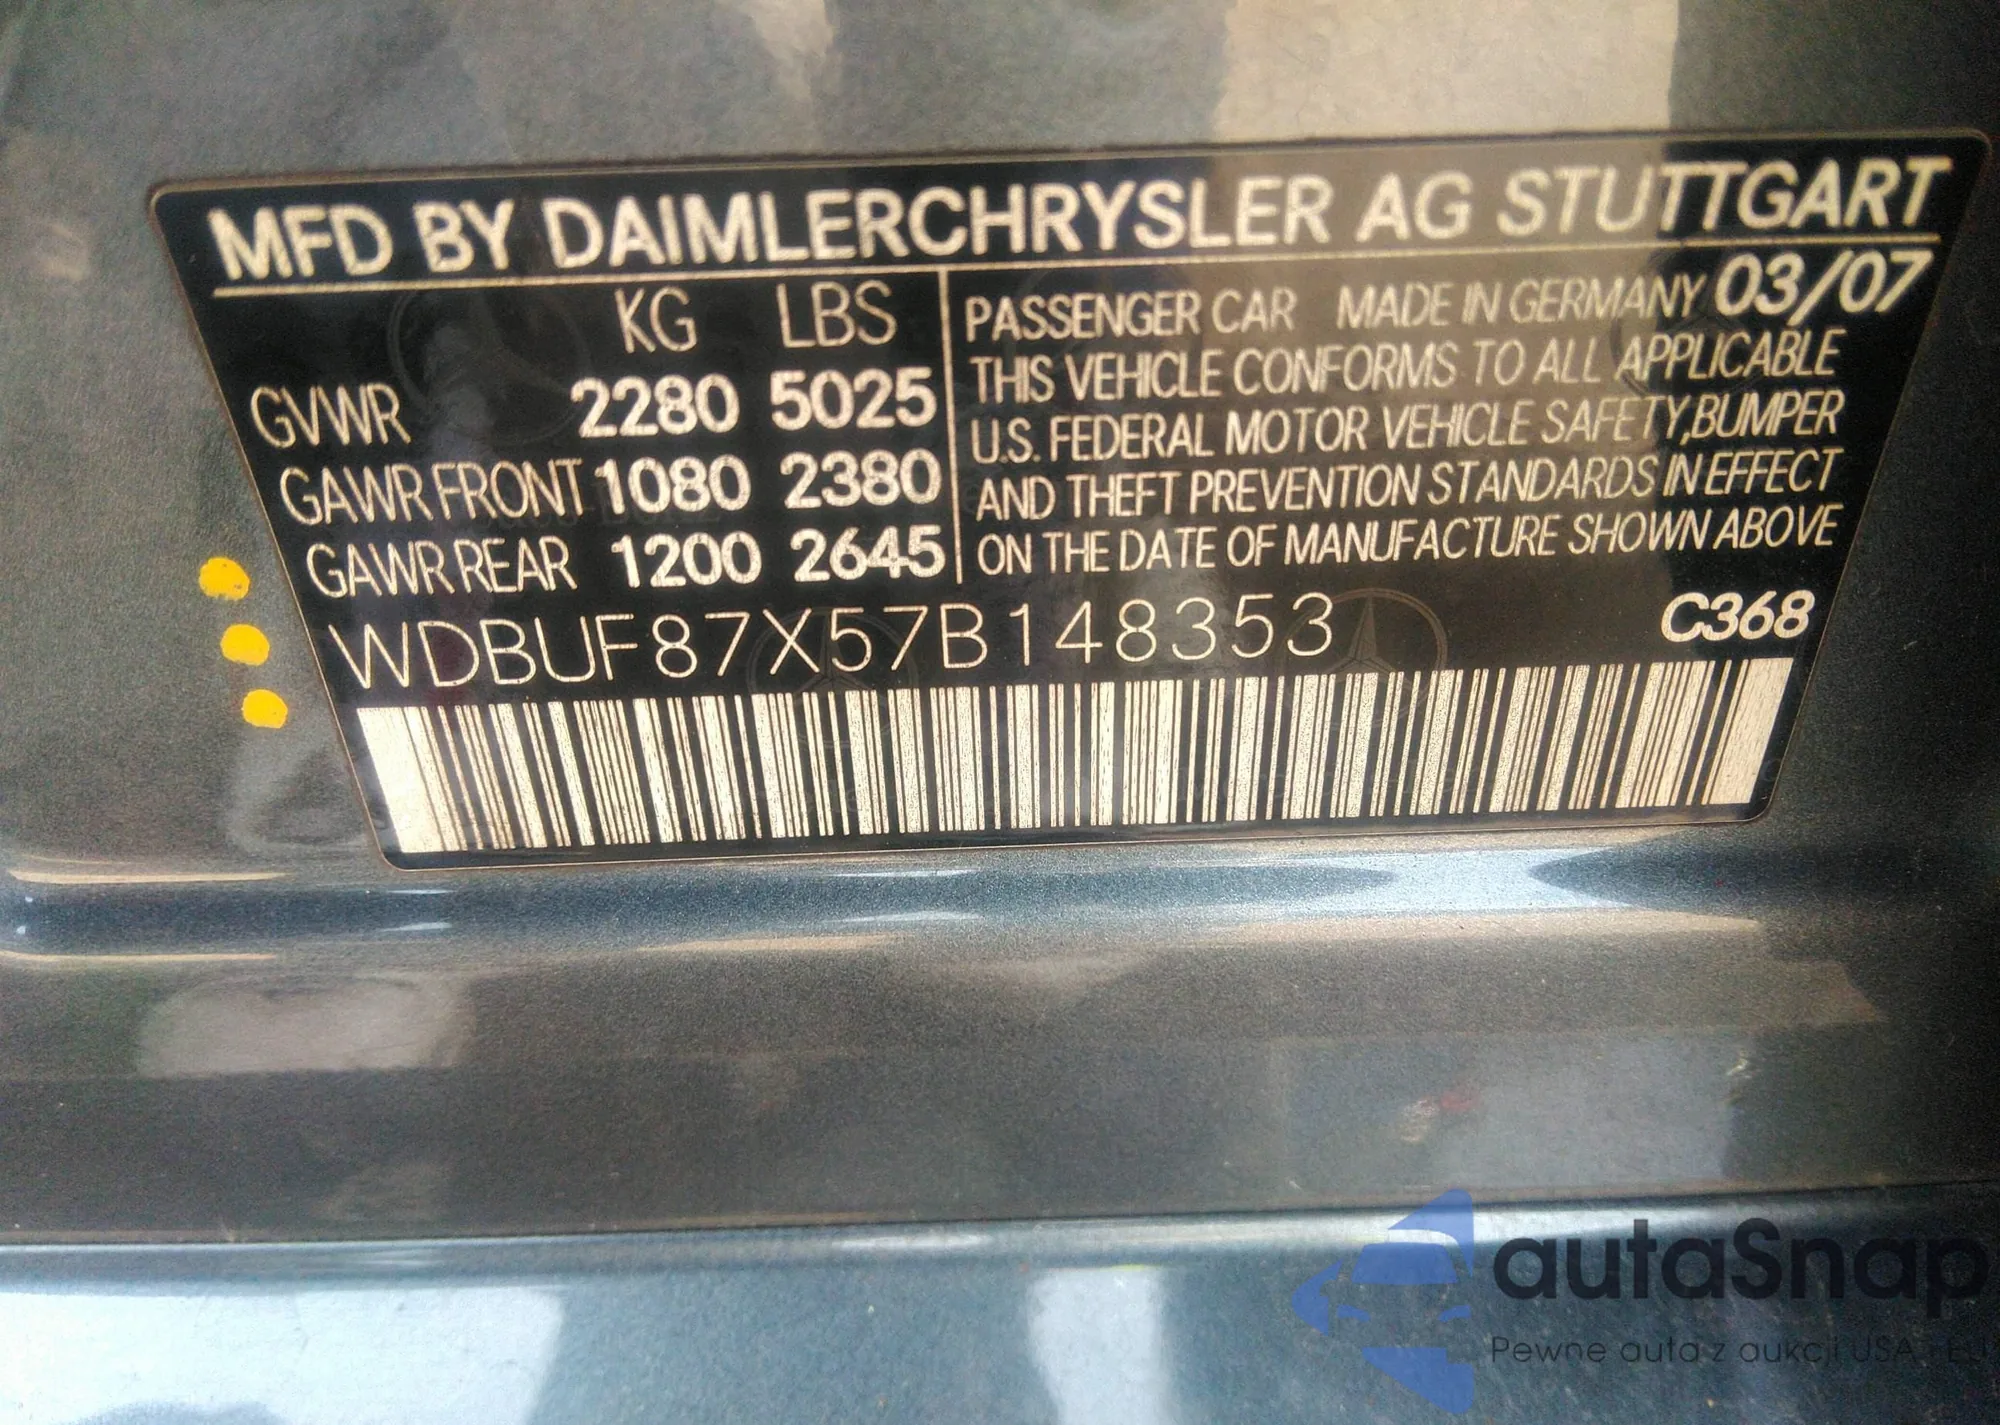 MFD BY DAIMLERCHRYSLER AG STUTTGART
KG LBS
GVWR 2280 5025
GAWR FRONT 1080 2380
GAWR REAR 1200 2645
PASSENGER CAR MADE IN GERMANY 03/07
THIS VEHICLE CONFORMS TO ALL APPLICABLE
U.S. FEDERAL MOTOR VEHICLE SAFETY, BUMPER
AND THEFT PREVENTION STANDARDS IN EFFECT
ON THE DATE OF MANUFACTURE SHOWN ABOVE
WDBUF87X57B148353
C368
autaSnap
Pewne auta z aukcji USA i EU